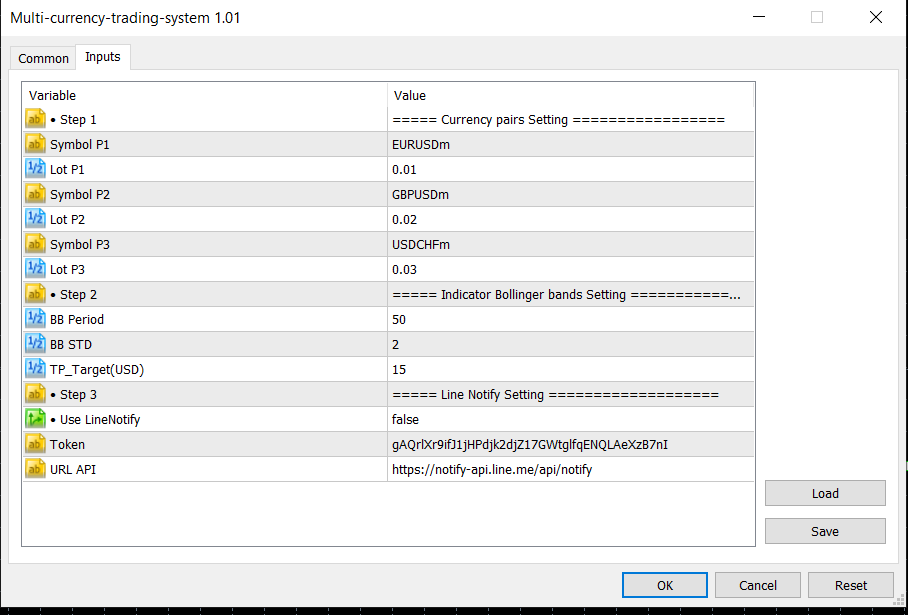 Multi-currency-trading-system 1.01
Common Inputs
Variable Value
• Step 1 ===== Currency pairs Setting =================
Symbol P1 EURUSDm
Lot P1 0.01
Symbol P2 GBPUSDm
Lot P2 0.02
Symbol P3 USDCHFm
Lot P3 0.03
• Step 2 ===== Indicator Bollinger bands Setting ===========...
BB Period 50
BB STD 2
TP_Target(USD) 15
• Step 3 ===== Line Notify Setting ===================
• Use LineNotify false
Token gAQrlXr9ifJ1jHPdjk2djZ17GWtglfqENQLAeXzB7nI
URL API https://notify-api.line.me/api/notify
Load
Save
OK Cancel Reset